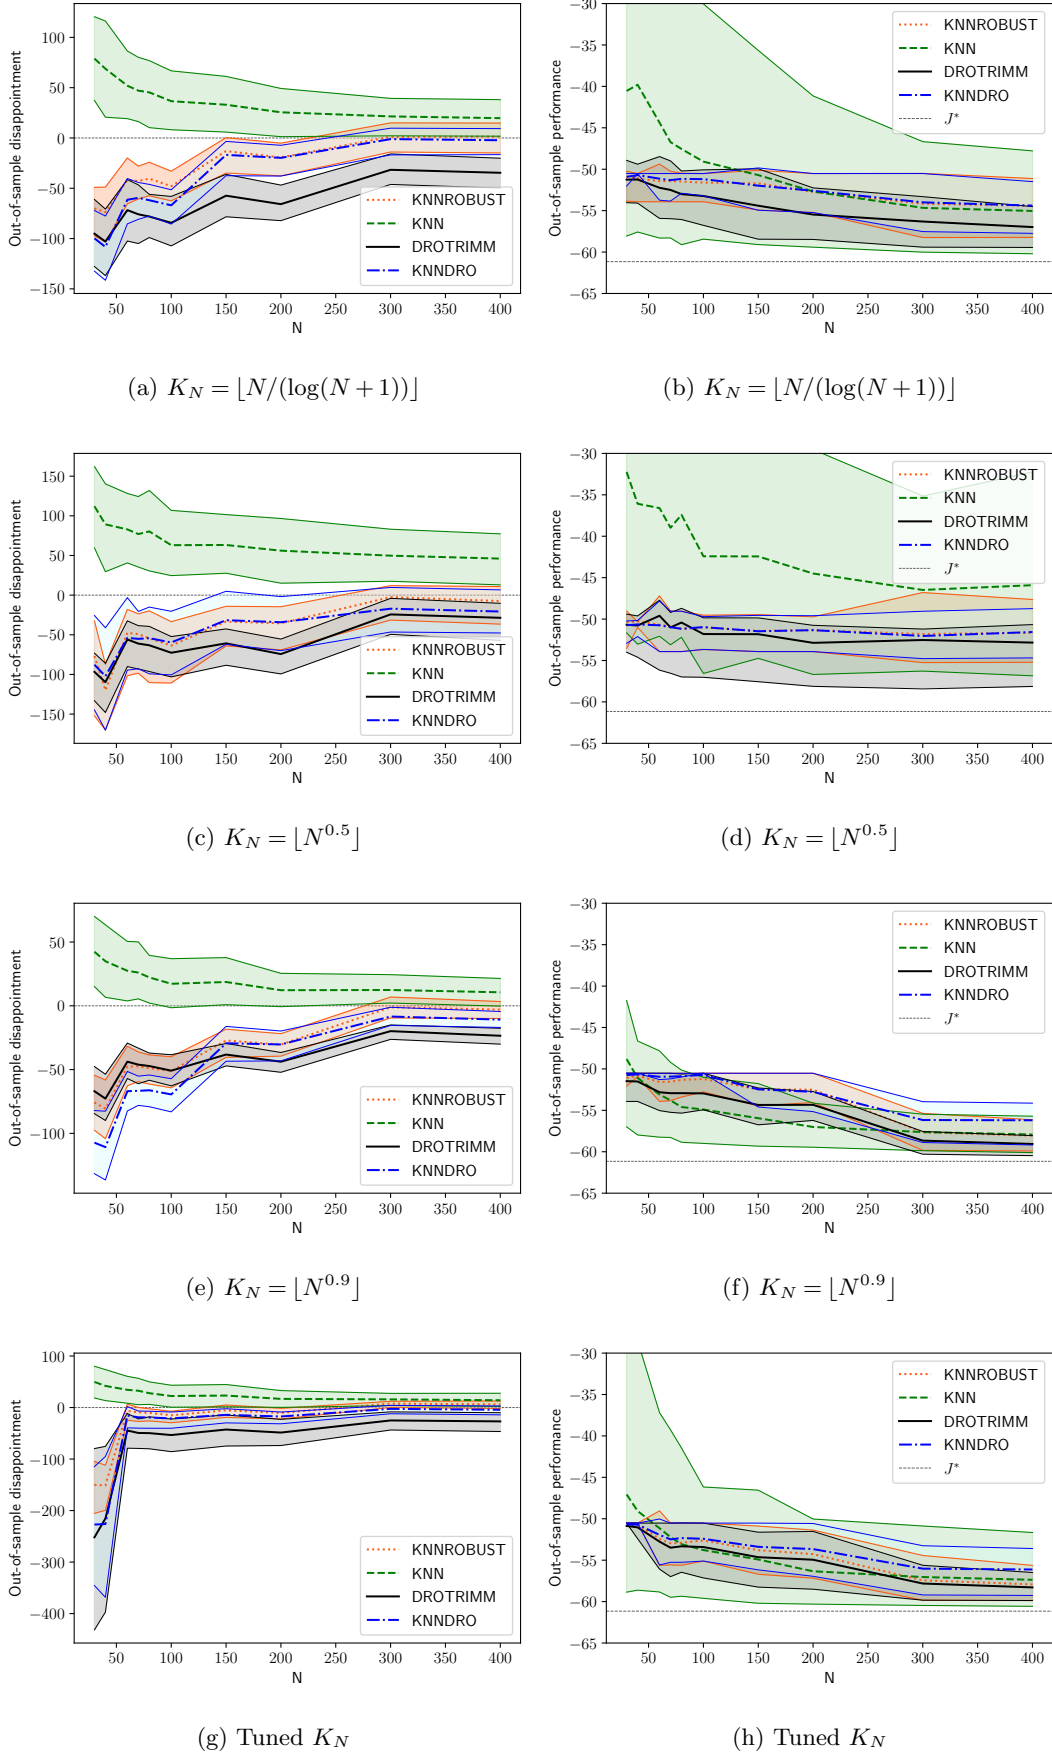 Out-of-sample disappointment
100
50
0
−50
−100
−150
50 100 150 200 250 300 350 400
N
KNNROBUST
KNN
DROTRIMM
KNNDRO
Out-of-sample performance
−30
−35
−40
−45
−50
−55
−60
−65
50 100 150 200 250 300 350 400
N
KNNROBUST
KNN
DROTRIMM
KNNDRO
J*
(a) K_N = ⌊N/(log(N + 1))⌋
(b) K_N = ⌊N/(log(N + 1))⌋
Out-of-sample disappointment
150
100
50
0
−50
−100
−150
50 100 150 200 250 300 350 400
N
KNNROBUST
KNN
DROTRIMM
KNNDRO
Out-of-sample performance
−30
−35
−40
−45
−50
−55
−60
−65
50 100 150 200 250 300 350 400
N
KNNROBUST
KNN
DROTRIMM
KNNDRO
J*
(c) K_N = ⌊N^0.5⌋
(d) K_N = ⌊N^0.5⌋
Out-of-sample disappointment
50
0
−50
−100
50 100 150 200 250 300 350 400
N
KNNROBUST
KNN
DROTRIMM
KNNDRO
Out-of-sample performance
−30
−35
−40
−45
−50
−55
−60
−65
50 100 150 200 250 300 350 400
N
KNNROBUST
KNN
DROTRIMM
KNNDRO
J*
(e) K_N = ⌊N^0.9⌋
(f) K_N = ⌊N^0.9⌋
Out-of-sample disappointment
100
0
−100
−200
−300
−400
50 100 150 200 250 300 350 400
N
KNNROBUST
KNN
DROTRIMM
KNNDRO
Out-of-sample performance
−30
−35
−40
−45
−50
−55
−60
−65
50 100 150 200 250 300 350 400
N
KNNROBUST
KNN
DROTRIMM
KNNDRO
J*
(g) Tuned K_N
(h) Tuned K_N